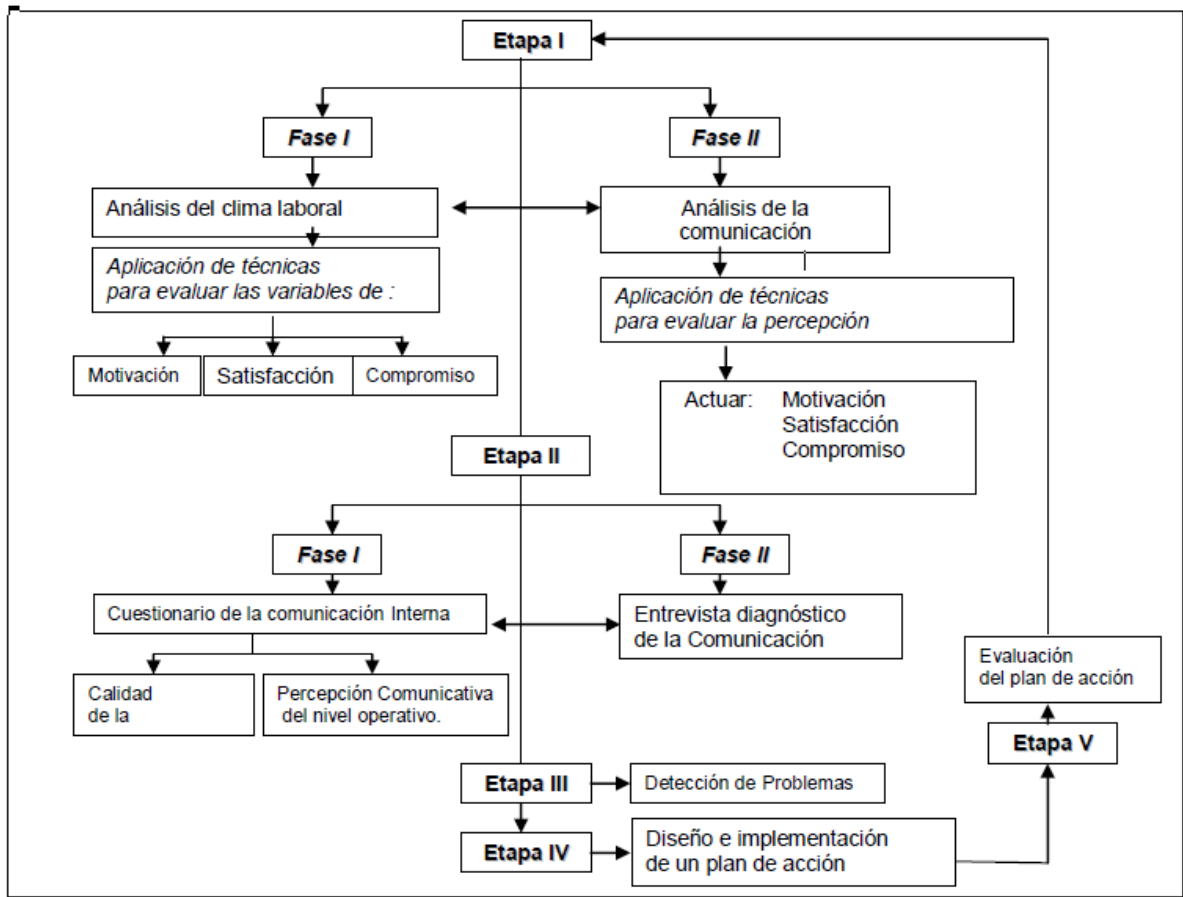 Etapa I
Fase I
Fase II
Análisis del clima laboral
Análisis de la
comunicación
Aplicación de técnicas
para evaluar las variables de :
Aplicación de técnicas
para evaluar la percepción
Motivación
Satisfacción
Compromiso
Actuar: Motivación
Satisfacción
Compromiso
Etapa II
Fase I
Fase II
Cuestionario de la comunicación Interna
Entrevista diagnóstico
de la Comunicación
Calidad
de la
Percepción Comunicativa
del nivel operativo.
Evaluación
del plan de acción
Etapa V
Etapa III
Detección de Problemas
Etapa IV
Diseño e implementación
de un plan de acción